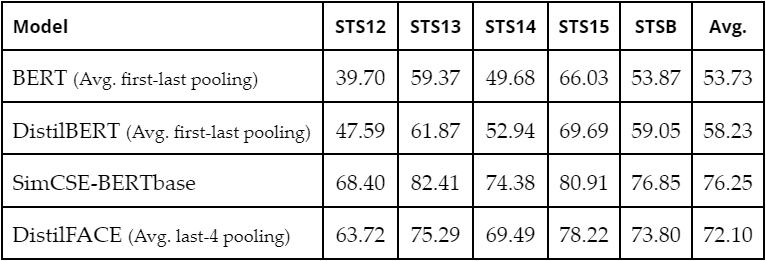 Model STS12 STS13 STS14 STS15 STSB Avg.
BERT (Avg. first-last pooling) 39.70 59.37 49.68 66.03 53.87 53.73
DistilBERT (Avg. first-last pooling) 47.59 61.87 52.94 69.69 59.05 58.23
SimCSE-BERTbase 68.40 82.41 74.38 80.91 76.85 76.25
DistilFACE (Avg. last-4 pooling) 63.72 75.29 69.49 78.22 73.80 72.10